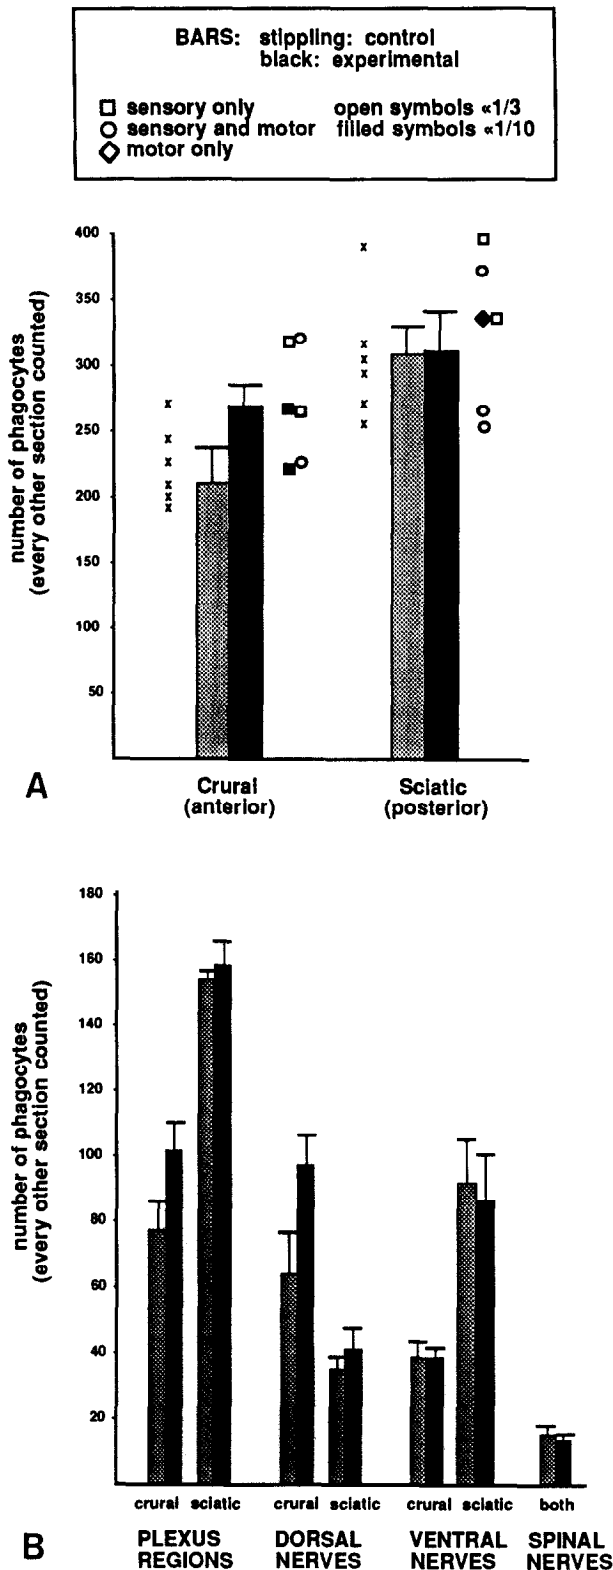 BARS: stippling: control
black: experimental
sensory only open symbols «1/3
sensory and motor filled symbols «1/10
motor only
400
350
300
250
200
150
100
50
number of phagocytes
(every other section counted)
Crural
(anterior)
Sciatic
(posterior)
A
180
160
140
120
100
80
60
40
20
number of phagocytes
(every other section counted)
crural sciatic crural sciatic crural sciatic both
PLEXUS
REGIONS
DORSAL
NERVES
VENTRAL
NERVES
SPINAL
NERVES
B